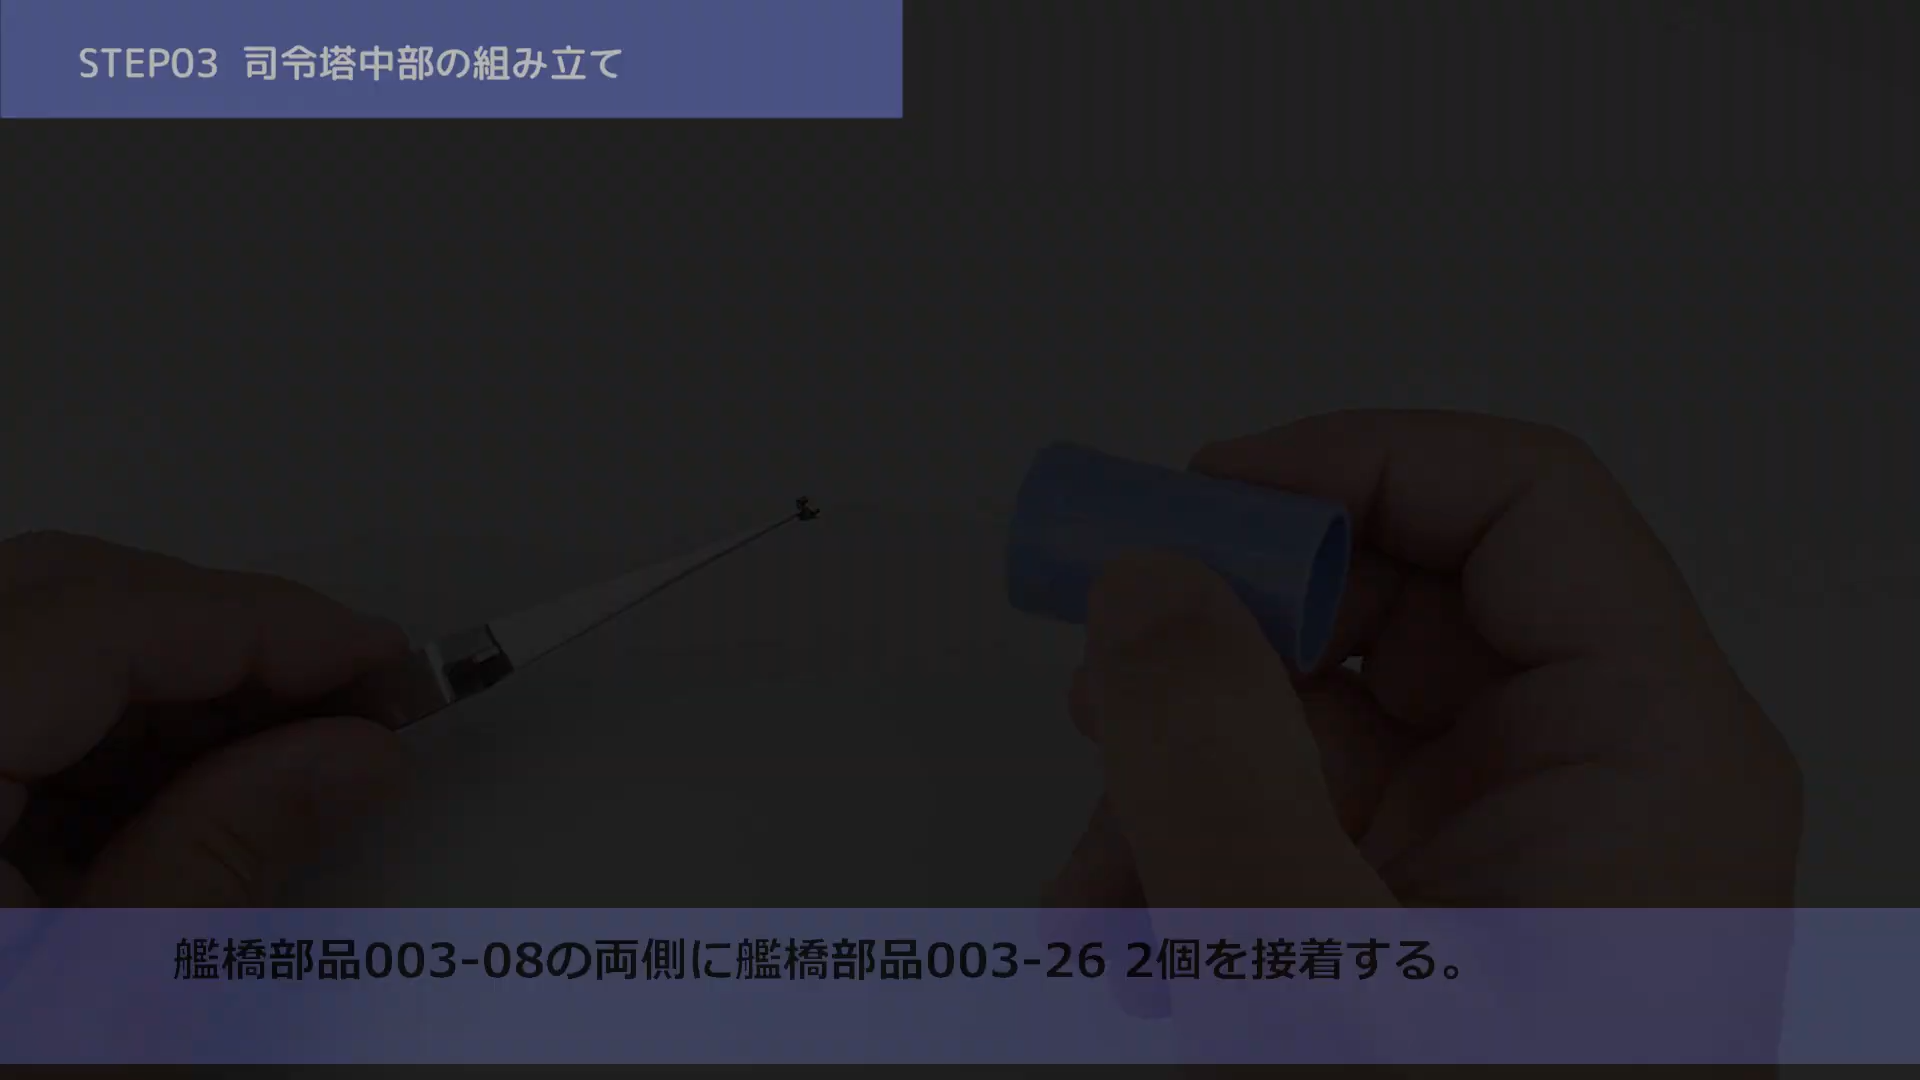 STEP03 司令塔中部の組み立て
艦橋部品003-08の両側に艦橋部品003-26 2個を接着する。